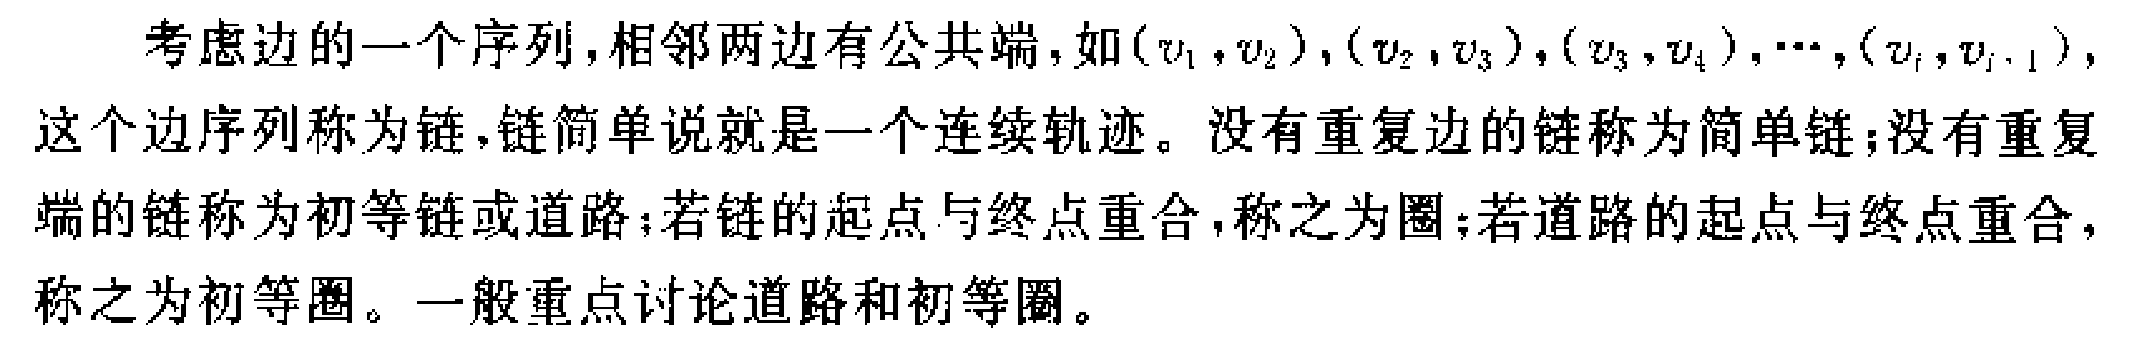 考虑边的一个序列,相邻两边有公共端,如(v₁,v₂),(v₂,v₃),(v₃,v₄),⋯,(vᵢ,vᵢ₊₁),
这个边序列称为链,链简单说就是一个连续轨迹。没有重复边的链称为简单链;没有重复
端的链称为初等链或道路;若链的起点与终点重合,称之为圈;若道路的起点与终点重合,
称之为初等圈。一般重点讨论道路和初等圈。